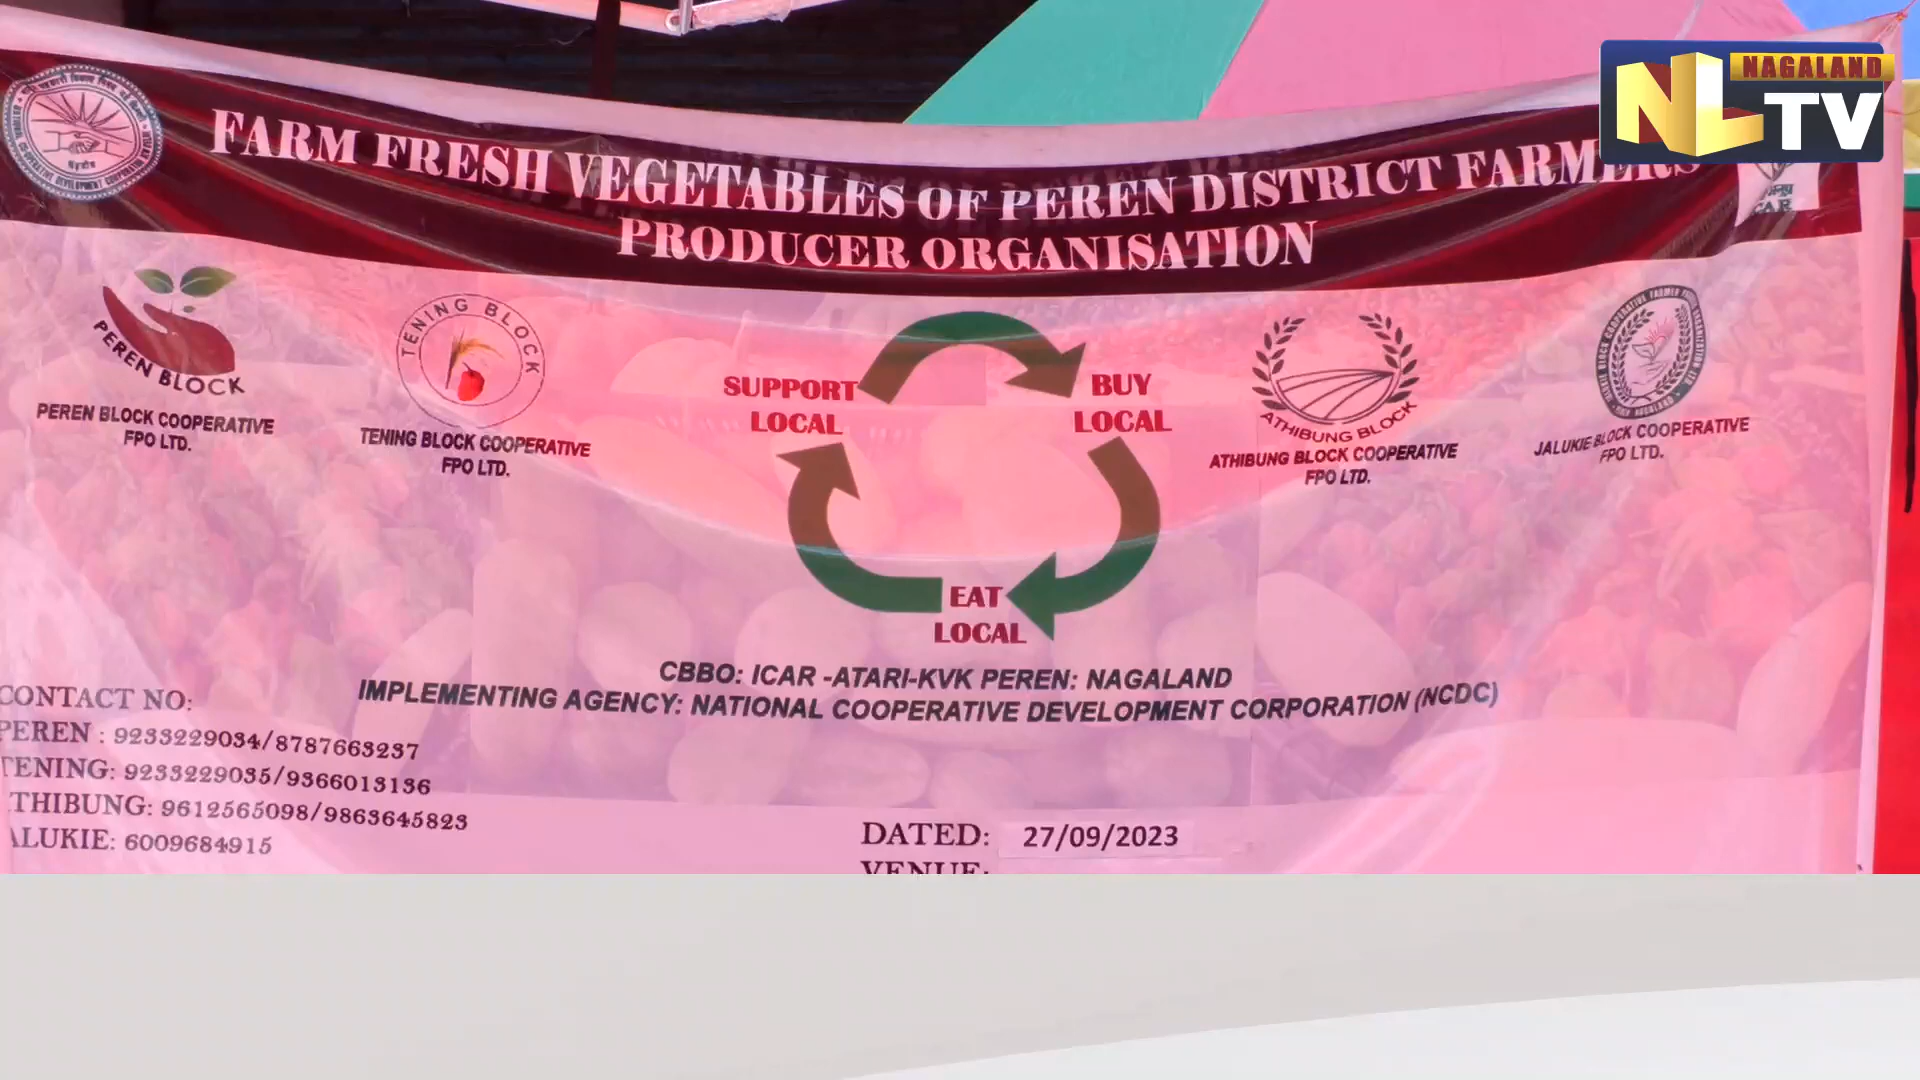 NAGALAND
NL TV
FARM FRESH VEGETABLES OF PEREN DISTRICT FARMERS
PRODUCER ORGANISATION
PEREN BLOCK
PEREN BLOCK COOPERATIVE
FPO LTD.
TENING BLOCK
TENING BLOCK COOPERATIVE
FPO LTD.
SUPPORT
LOCAL
BUY
LOCAL
EAT
LOCAL
ATHIBUNG BLOCK
ATHIBUNG BLOCK COOPERATIVE
FPO LTD.
JALUKIE BLOCK COOPERATIVE
FPO LTD.
CBBO: ICAR -ATARI-KVK PEREN: NAGALAND
IMPLEMENTING AGENCY: NATIONAL COOPERATIVE DEVELOPMENT CORPORATION (NCDC)
CONTACT NO:
PEREN : 9233229034/8787663237
TENING: 9233229035/9366013136
THIBUNG: 9612565098/9863645823
ALUKIE: 6009684915
DATED: 27/09/2023
VENUE: